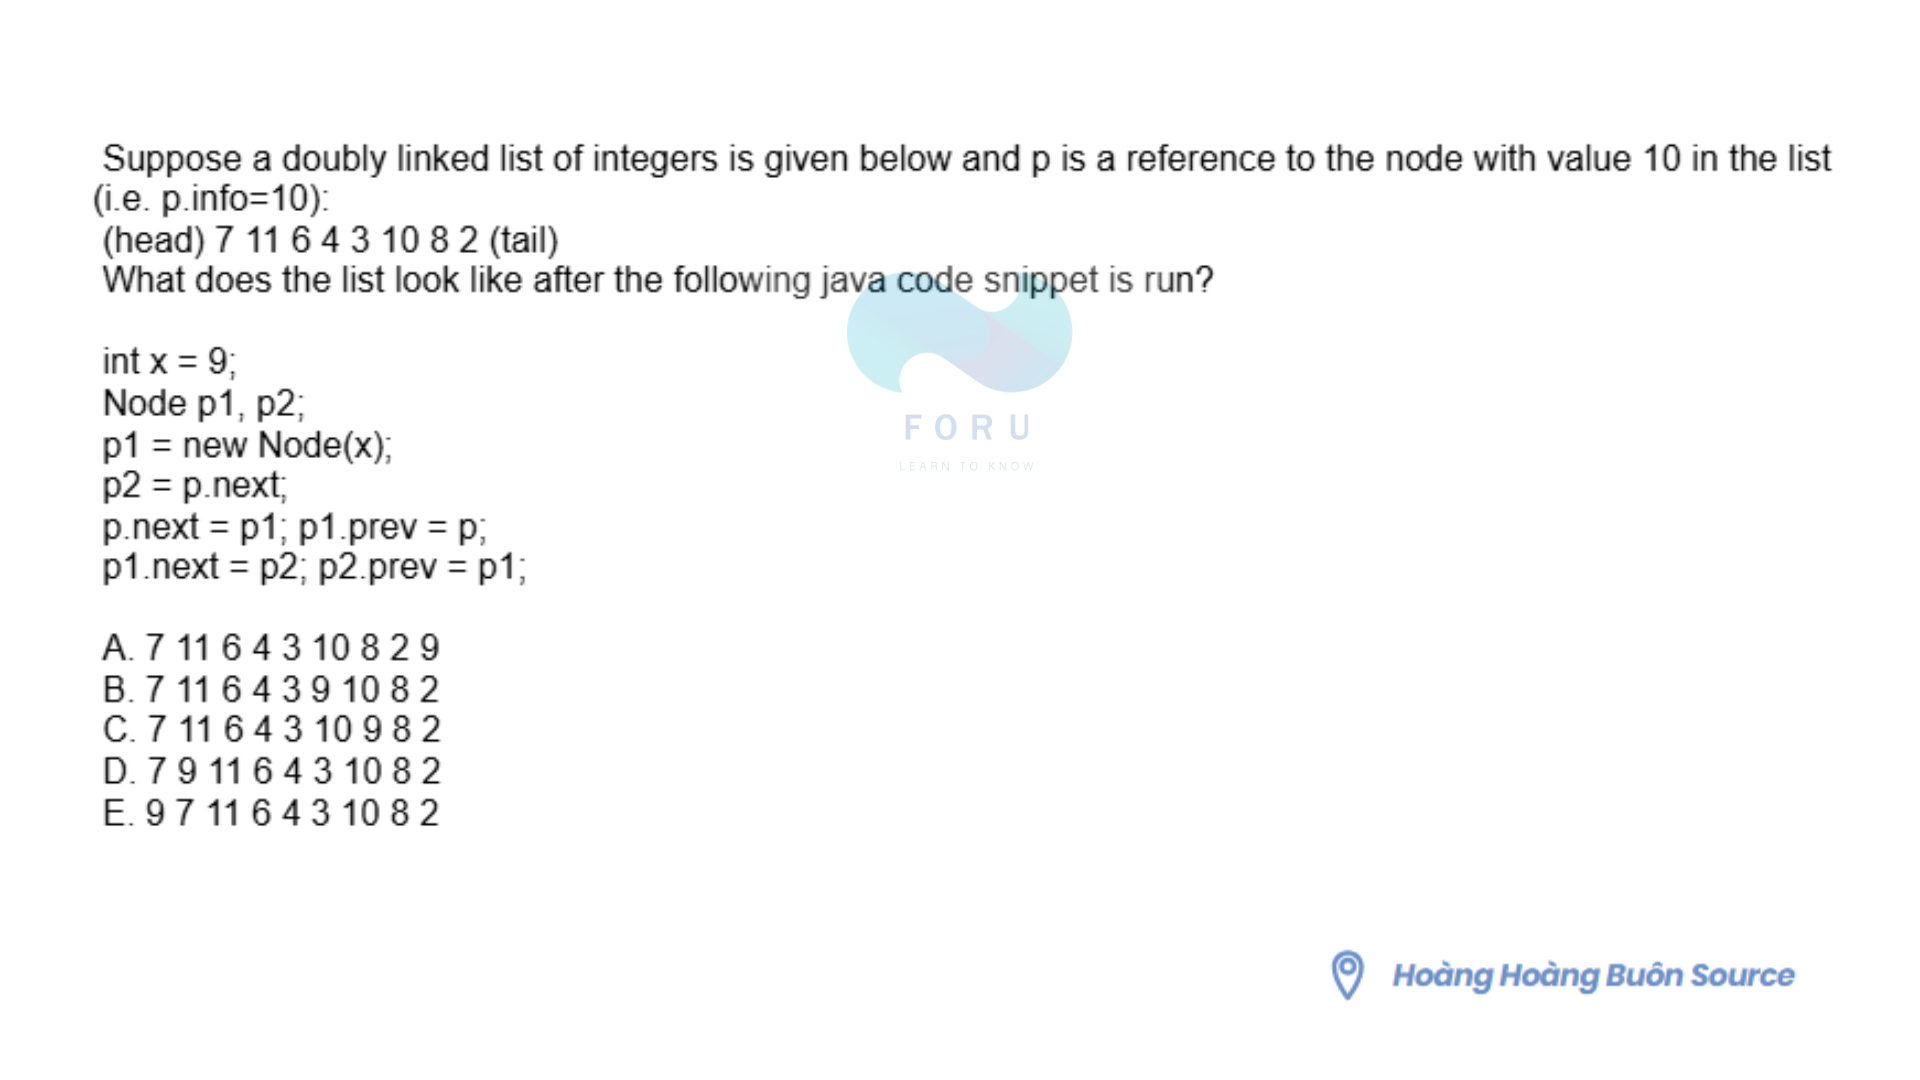 Suppose a doubly linked list of integers is given below and p is a reference to the node with value 10 in the list
(i.e. p.info=10):
(head) 7 11 6 4 3 10 8 2 (tail)
What does the list look like after the following java code snippet is run?
int x = 9;
Node p1, p2;
p1 = new Node(x);
p2 = p.next;
p.next = p1; p1.prev = p;
p1.next = p2; p2.prev = p1;
A. 7 11 6 4 3 10 8 2 9
B. 7 11 6 4 3 9 10 8 2
C. 7 11 6 4 3 10 9 8 2
D. 7 9 11 6 4 3 10 8 2
E. 9 7 11 6 4 3 10 8 2
FORU
LEARN TO KNOW
Hoàng Hoàng Buôn Source